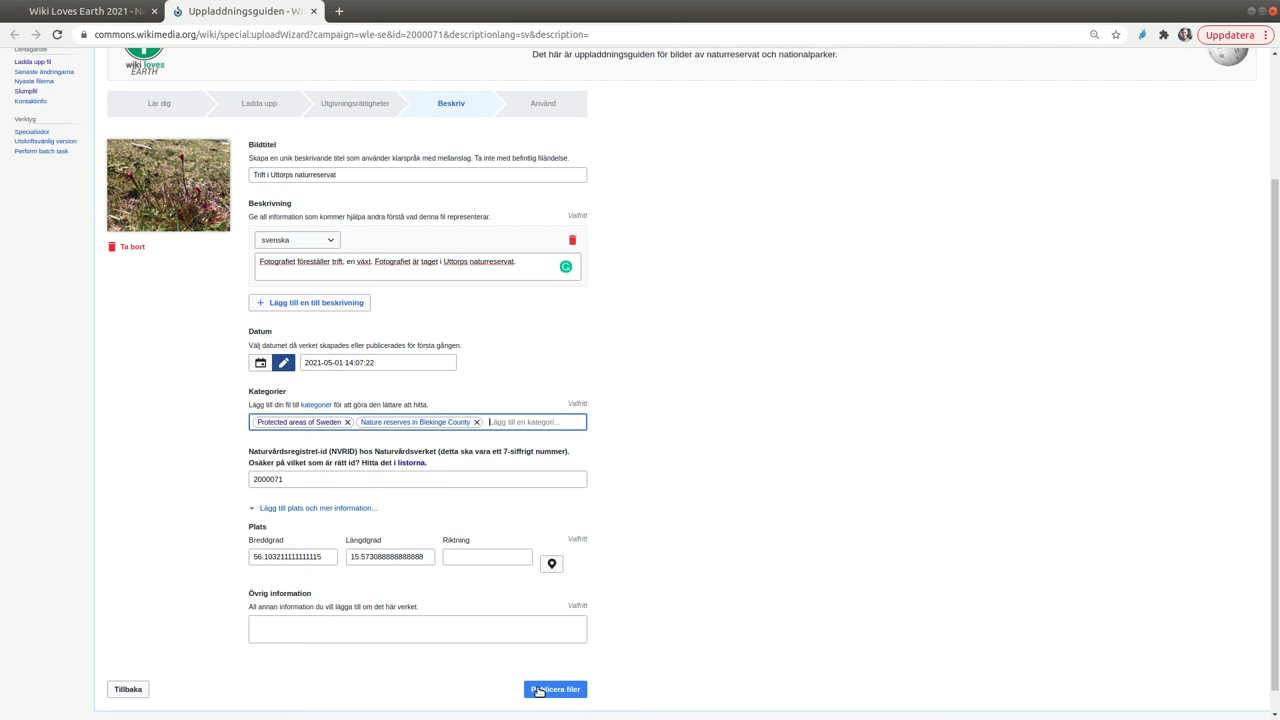 Wiki Loves Earth 2021 - N
Uppladdningsguiden - Wi
commons.wikimedia.org/wiki/special:uploadWizard?campaign=wle-se&id=2000071&descriptionlang=sv&description=
Uppdatera
Deltagande
Ladda upp fil
Senaste ändringarna
Nyaste filerna
Slumpfil
Kontaktinfo
Verktyg
Specialsidor
Utskriftsvänlig version
Perform batch task
wiki loves
EARTH
Det här är uppladdningsguiden för bilder av naturreservat och nationalparker.
Lär dig
Ladda upp
Utgivningsrättigheter
Beskriv
Använd
Ta bort
Bildtitel
Skapa en unik beskrivande titel som använder klarspråk med mellanslag. Ta inte med befintlig filändelse.
Trift i Uttorps naturreservat
Beskrivning
Ge all information som kommer hjälpa andra förstå vad denna fil representerar.
Valfritt
svenska
Fotografiet föreställer trift, en växt. Fotografiet är taget i Uttorps naturreservat.
Lägg till en till beskrivning
Datum
Välj datumet då verket skapades eller publicerades för första gången.
2021-05-01 14:07:22
Kategorier
Lägg till din fil till kategorier för att göra den lättare att hitta.
Valfritt
Protected areas of Sweden
Nature reserves in Blekinge County
Lägg till en kategori...
Naturvårdsregistret-id (NVRID) hos Naturvårdsverket (detta ska vara ett 7-siffrigt nummer).
Osäker på vilket som är rätt id? Hitta det i listorna.
2000071
Lägg till plats och mer information...
Plats
Breddgrad
Längdgrad
Riktning
Valfritt
56.103211111111115
15.573088888888888
Övrig information
All annan information du vill lägga till om det här verket.
Valfritt
Tillbaka
Publicera filer